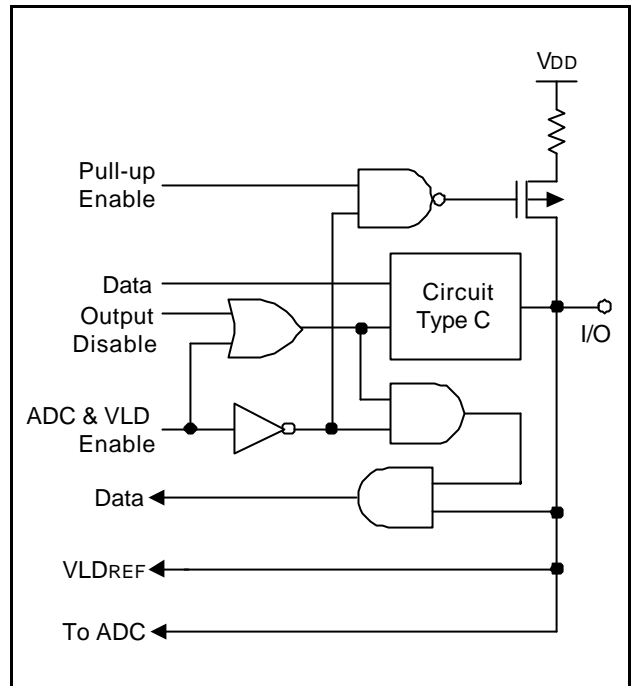 VDD
Pull-up
Enable
Data
Output
Disable
Circuit
Type C
I/O
ADC & VLD
Enable
Data
VLDREF
To ADC